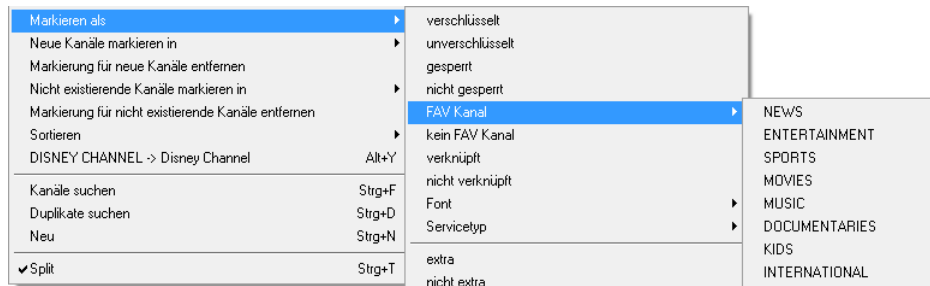 Markieren als
Neue Kanäle markieren in
Markierung für neue Kanäle entfernen
Nicht existierende Kanäle markieren in
Markierung für nicht existierende Kanäle entfernen
Sortieren
DISNEY CHANNEL -> Disney Channel Alt+Y
Kanäle suchen Strg+F
Duplikate suchen Strg+D
Neu Strg+N
Split Strg+T
verschlüsselt
unverschlüsselt
gesperrt
nicht gesperrt
FAV Kanal
kein FAV Kanal
verknüpft
nicht verknüpft
Font
Servicetyp
extra
nicht extra
NEWS
ENTERTAINMENT
SPORTS
MOVIES
MUSIC
DOCUMENTARIES
KIDS
INTERNATIONAL